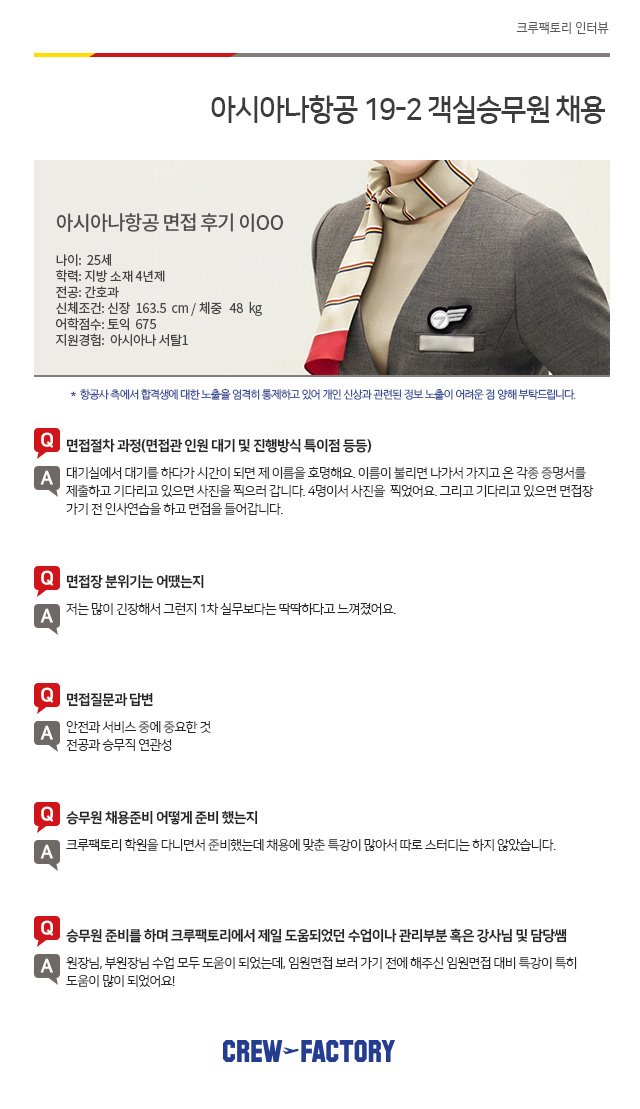 크루팩토리 인터뷰
아시아나항공 19-2 객실승무원 채용
아시아나항공 면접 후기 이OO
나이: 25세
학력: 지방 소재 4년제
전공: 간호과
신체조건: 신장 163.5 cm / 체중 48 kg
어학점수: 토익 675
지원경험: 아시아나 서탈1
* 항공사 측에서 합격생에 대한 노출을 엄격히 통제하고 있어 개인 신상과 관련된 정보 노출이 어려운 점 양해 부탁드립니다.
Q 면접절차 과정(면접관 인원 대기 및 진행방식 특이점 등등)
A 대기실에서 대기를 하다가 시간이 되면 제 이름을 호명해요. 이름이 불리면 나가서 가지고 온 각종 증명서를
제출하고 기다리고 있으면 사진을 찍으러 갑니다. 4명이서 사진을 찍었어요. 그리고 기다리고 있으면 면접장
가기 전 인사연습을 하고 면접을 들어갑니다.
Q 면접장 분위기는 어땠는지
A 저는 많이 긴장해서 그런지 1차 실무보다는 딱딱하다고 느껴졌어요.
Q 면접질문과 답변
A 안전과 서비스 중에 중요한 것
전공과 승무직 연관성
Q 승무원 채용준비 어떻게 준비 했는지
A 크루팩토리 학원을 다니면서 준비했는데 채용에 맞춘 특강이 많아서 따로 스터디는 하지 않았습니다.
Q 승무원 준비를 하며 크루팩토리에서 제일 도움되었던 수업이나 관리부분 혹은 강사님 및 담당쌤
A 원장님, 부원장님 수업 모두 도움이 되었는데, 임원면접 보러 가기 전에 해주신 임원면접 대비 특강이 특히
도움이 많이 되었어요!
CREW FACTORY